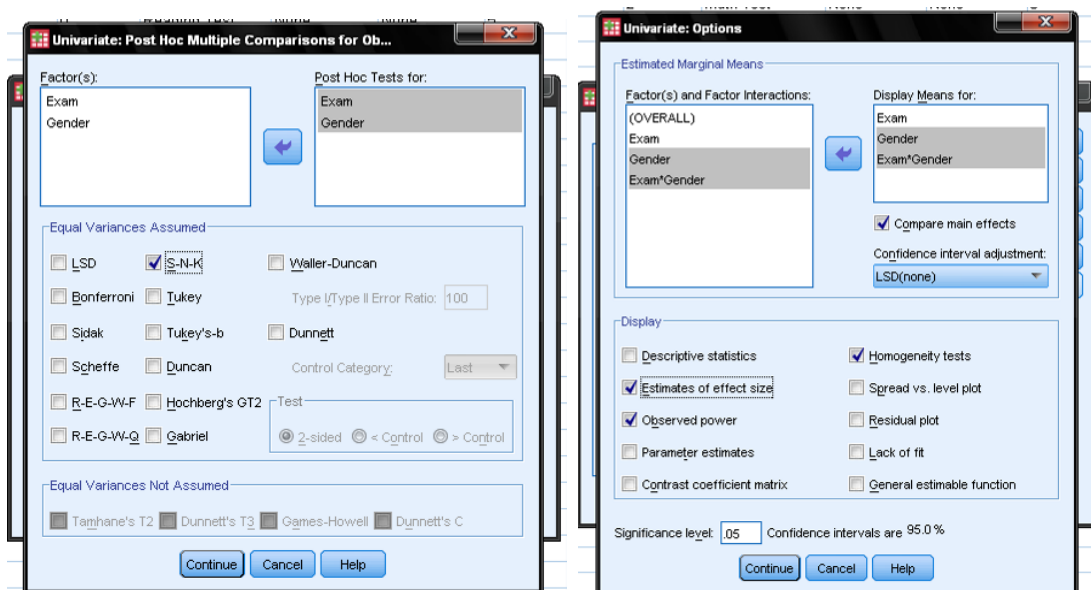 Univariate: Post Hoc Multiple Comparisons for Ob...
Factor(s):
Exam
Gender
Post Hoc Tests for:
Exam
Gender
Equal Variances Assumed
LSD
S-N-K
Waller-Duncan
Bonferroni
Tukey
Type I/Type II Error Ratio: 100
Sidak
Tukey's-b
Dunnett
Scheffe
Duncan
Control Category: Last
R-E-G-W-F
Hochberg's GT2
Test
R-E-G-W-Q
Gabriel
2-sided
< Control
> Control
Equal Variances Not Assumed
Tamhane's T2
Dunnett's T3
Games-Howell
Dunnett's C
Continue
Cancel
Help
Univariate: Options
Estimated Marginal Means
Factor(s) and Factor Interactions:
(OVERALL)
Exam
Gender
Exam*Gender
Display Means for:
Exam
Gender
Exam*Gender
Compare main effects
Confidence interval adjustment:
LSD(none)
Display
Descriptive statistics
Homogeneity tests
Estimates of effect size
Spread vs. level plot
Observed power
Residual plot
Parameter estimates
Lack of fit
Contrast coefficient matrix
General estimable function
Significance level: .05 Confidence intervals are 95.0 %
Continue
Cancel
Help